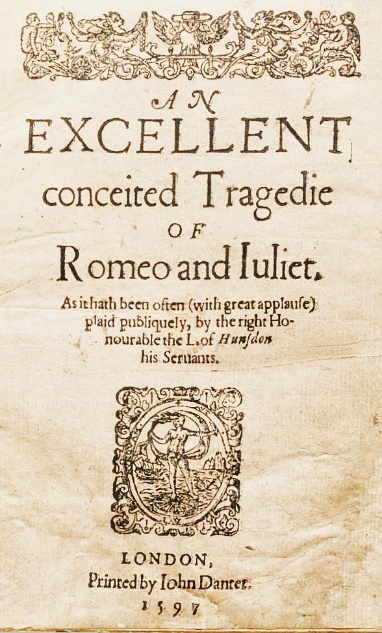 AN
EXCELLENT
conceited Tragedie
OF
Romeo and Iuliet.
As it hath been often (with great applauſe)
plaid publiquely, by the right Ho-
nourable the L. of Hunſdon
his Seruants.
LONDON,
Printed by Iohn Danter.
1597